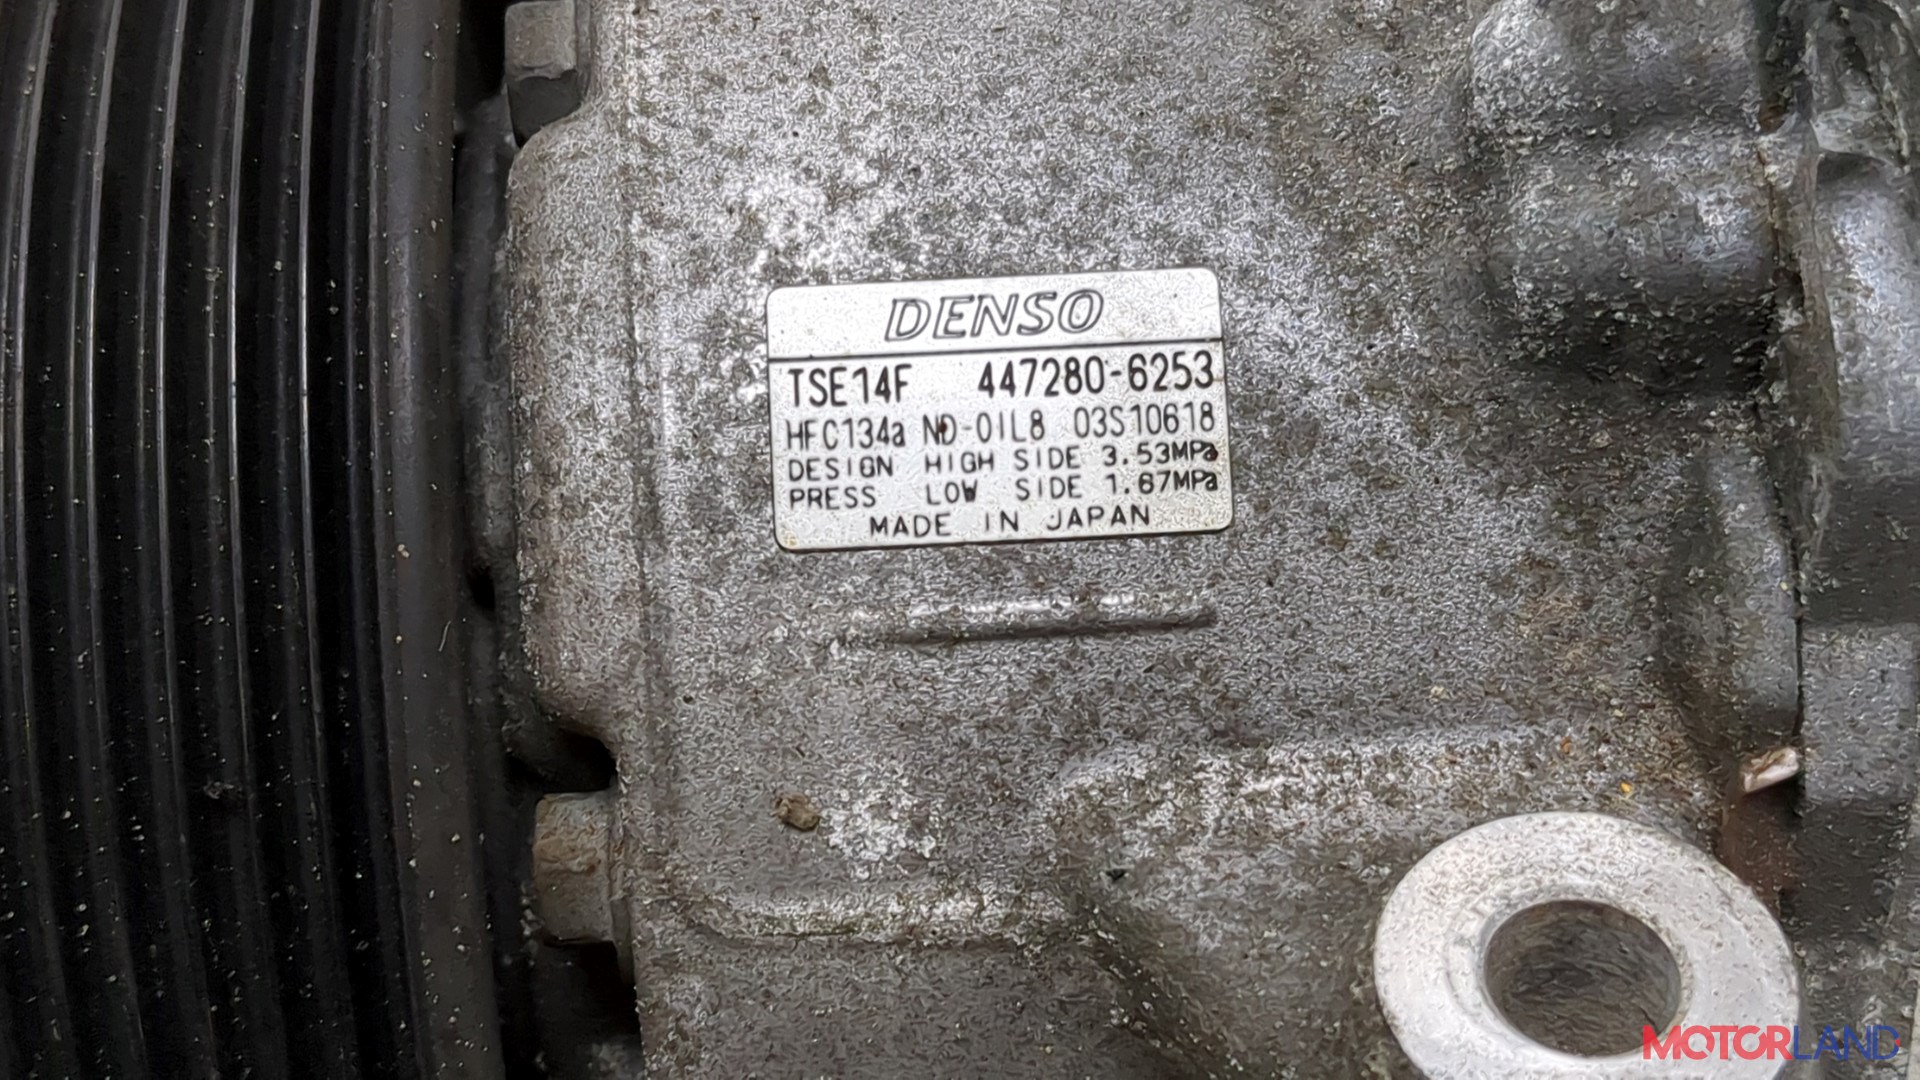 DENSO
TSE14F 447280-6253
HFC134a ND-OIL8 03S10618
DESIGN HIGH SIDE 3.53MPa
PRESS LOW SIDE 1.67MPa
MADE IN JAPAN
MOTORLAND